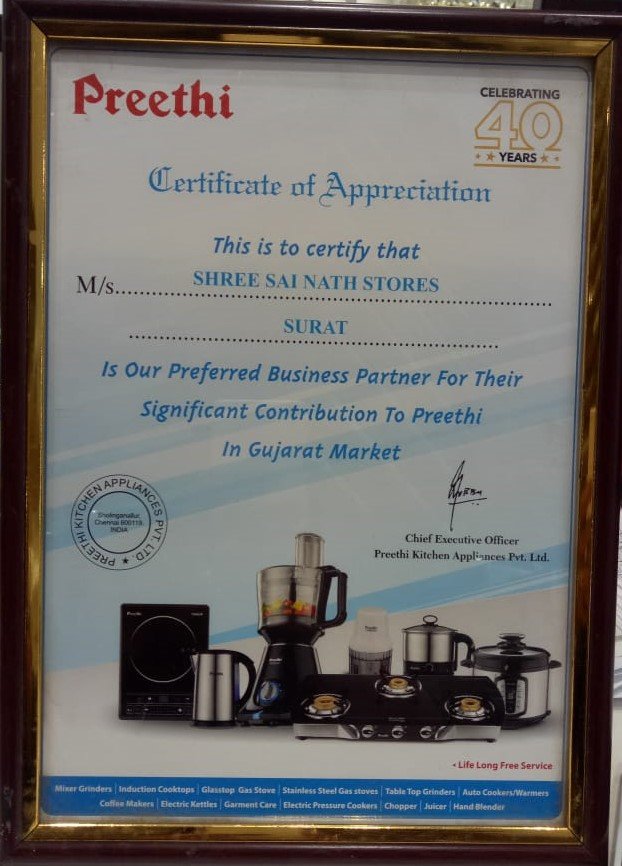 Preethi
CELEBRATING
40
YEARS
Certificate of Appreciation
This is to certify that
M/s. SHREE SAI NATH STORES
SURAT
Is Our Preferred Business Partner For Their
Significant Contribution To Preethi
In Gujarat Market
PREETHI KITCHEN APPLIANCES PVT. LTD.
Sholinganallur,
Chennai 600119.
INDIA
Chief Executive Officer
Preethi Kitchen Appliances Pvt. Ltd.
Life Long Free Service
Mixer Grinders | Induction Cooktops | Glasstop Gas Stove | Stainless Steel Gas stoves | Table Top Grinders | Auto Cookers/Warmers
Coffee Makers | Electric Kettles | Garment Care | Electric Pressure Cookers | Chopper | Juicer | Hand Blender